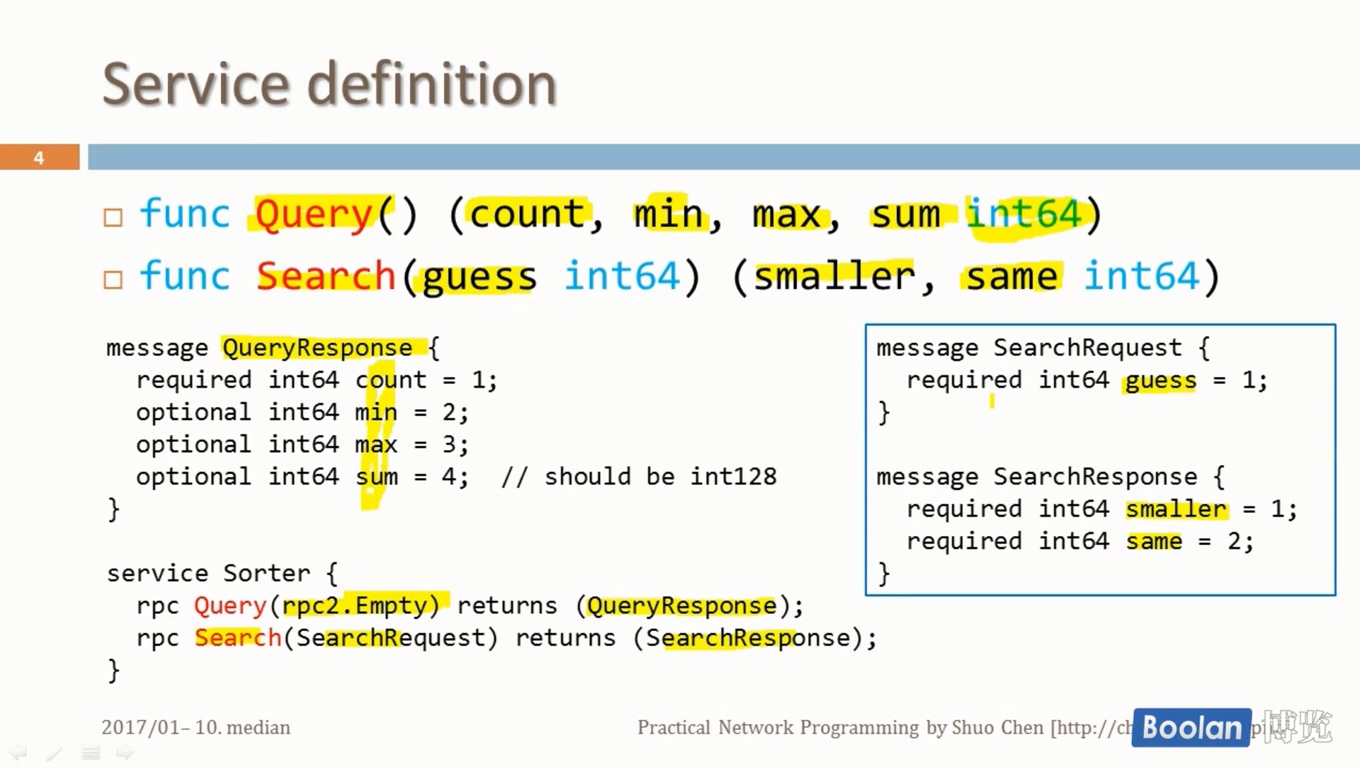 Service definition
4
func Query() (count, min, max, sum int64)
func Search(guess int64) (smaller, same int64)
message QueryResponse {
  required int64 count = 1;
  optional int64 min = 2;
  optional int64 max = 3;
  optional int64 sum = 4;  // should be int128
}
service Sorter {
  rpc Query(rpc2.Empty) returns (QueryResponse);
  rpc Search(SearchRequest) returns (SearchResponse);
}
message SearchRequest {
  required int64 guess = 1;
}
message SearchResponse {
  required int64 smaller = 1;
  required int64 same = 2;
}
2017/01– 10. median
Practical Network Programming by Shuo Chen
Boolan 博览